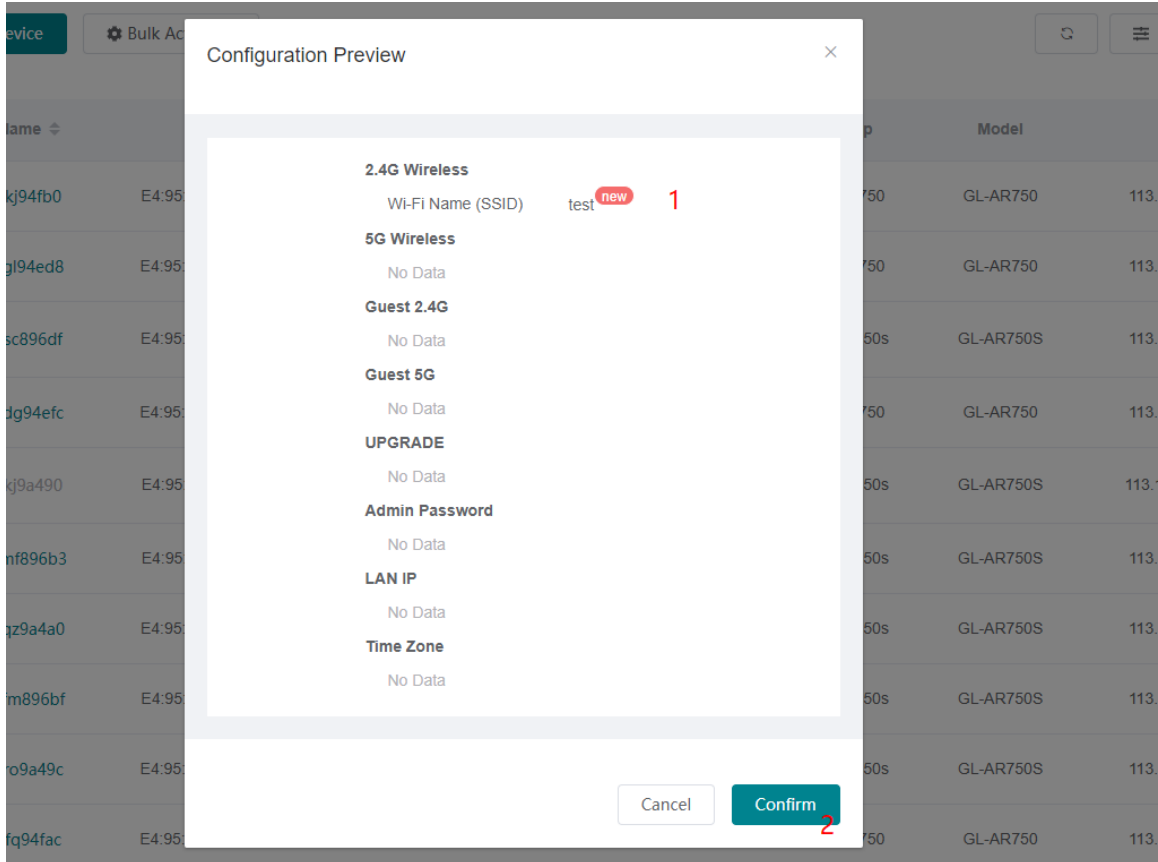 evice Bulk Ac
Configuration Preview
lame p Model
2.4G Wireless
kj94fb0 E4:95: Wi-Fi Name (SSID) test new 1 750 GL-AR750 113.
5G Wireless
gl94ed8 E4:95: No Data 750 GL-AR750 113.
Guest 2.4G
sc896df E4:95: No Data 50s GL-AR750S 113.
Guest 5G
dg94efc E4:95: No Data 750 GL-AR750 113.
UPGRADE
kj9a490 E4:95 No Data 50s GL-AR750S 113.
Admin Password
mf896b3 E4:95 No Data 50s GL-AR750S 113.
LAN IP
qz9a4a0 E4:95: No Data 50s GL-AR750S 113.
Time Zone
No Data
fm896bf E4:95: 50s GL-AR750S 113.
ro9a49c E4:95: 50s GL-AR750S 113.
Cancel Confirm 2
fq94fac E4:95: 750 GL-AR750 113.